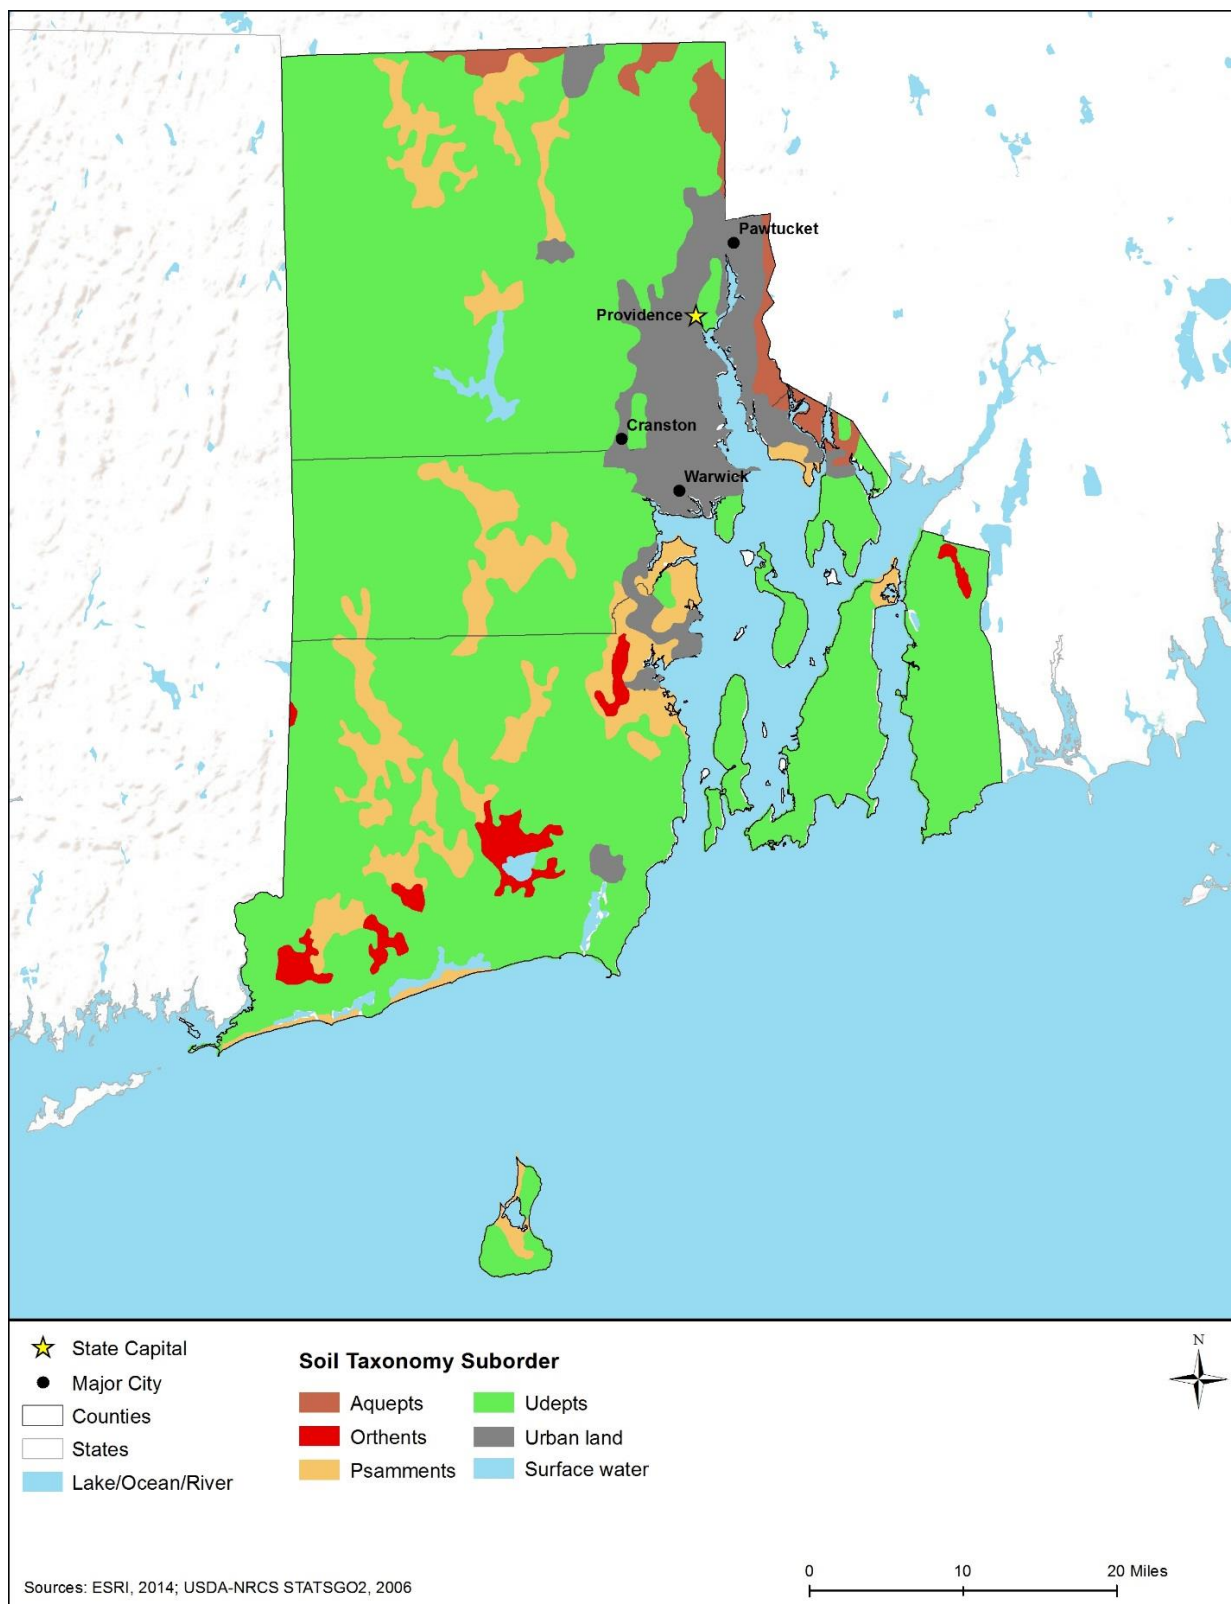 Pawtucket
Providence
Cranston
Warwick
State Capital
Major City
Counties
States
Lake/Ocean/River
Soil Taxonomy Suborder
Aquepts
Orthents
Psamments
Udepts
Urban land
Surface water
N
0 10 20 Miles
Sources: ESRI, 2014; USDA-NRCS STATSGO2, 2006